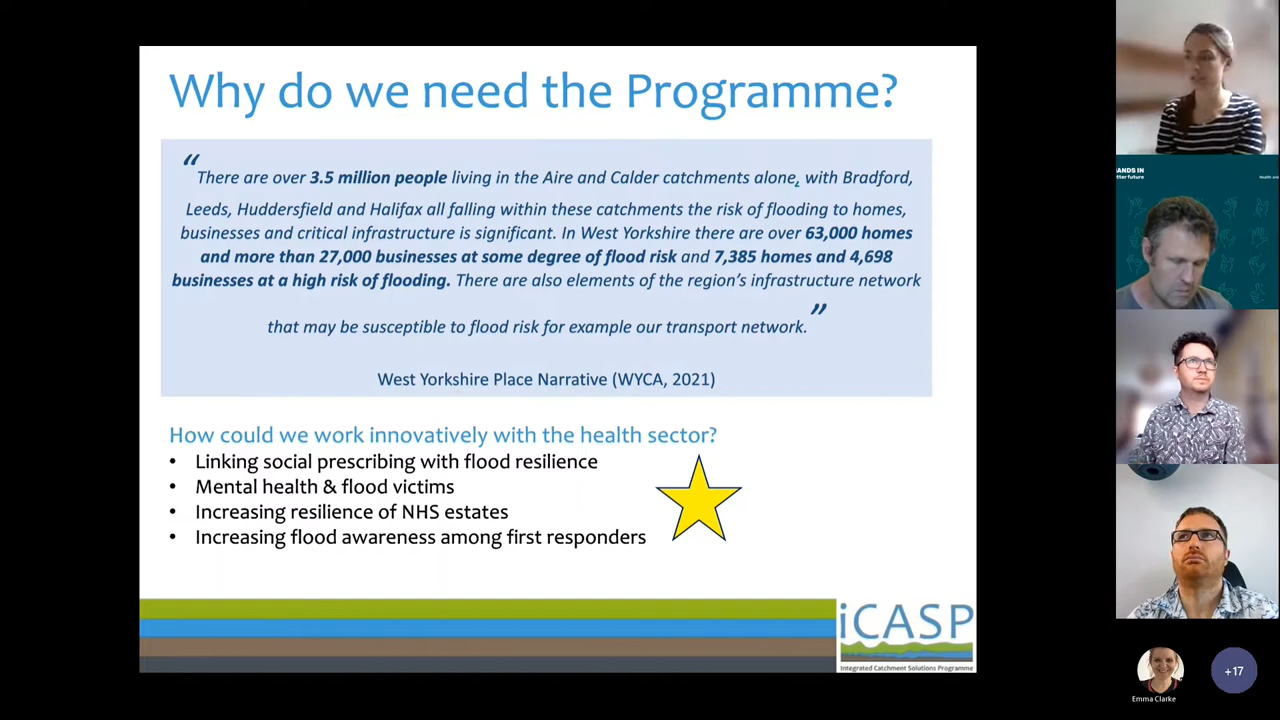 Why do we need the Programme?
“There are over 3.5 million people living in the Aire and Calder catchments alone, with Bradford,
Leeds, Huddersfield and Halifax all falling within these catchments the risk of flooding to homes,
businesses and critical infrastructure is significant. In West Yorkshire there are over 63,000 homes
and more than 27,000 businesses at some degree of flood risk and 7,385 homes and 4,698
businesses at a high risk of flooding. There are also elements of the region’s infrastructure network
that may be susceptible to flood risk for example our transport network.”
West Yorkshire Place Narrative (WYCA, 2021)
How could we work innovatively with the health sector?
• Linking social prescribing with flood resilience
• Mental health & flood victims
• Increasing resilience of NHS estates
• Increasing flood awareness among first responders
iCASP
Integrated Catchment Solutions Programme
ANDS IN
tter future
Health an
Emma Clarke
+17